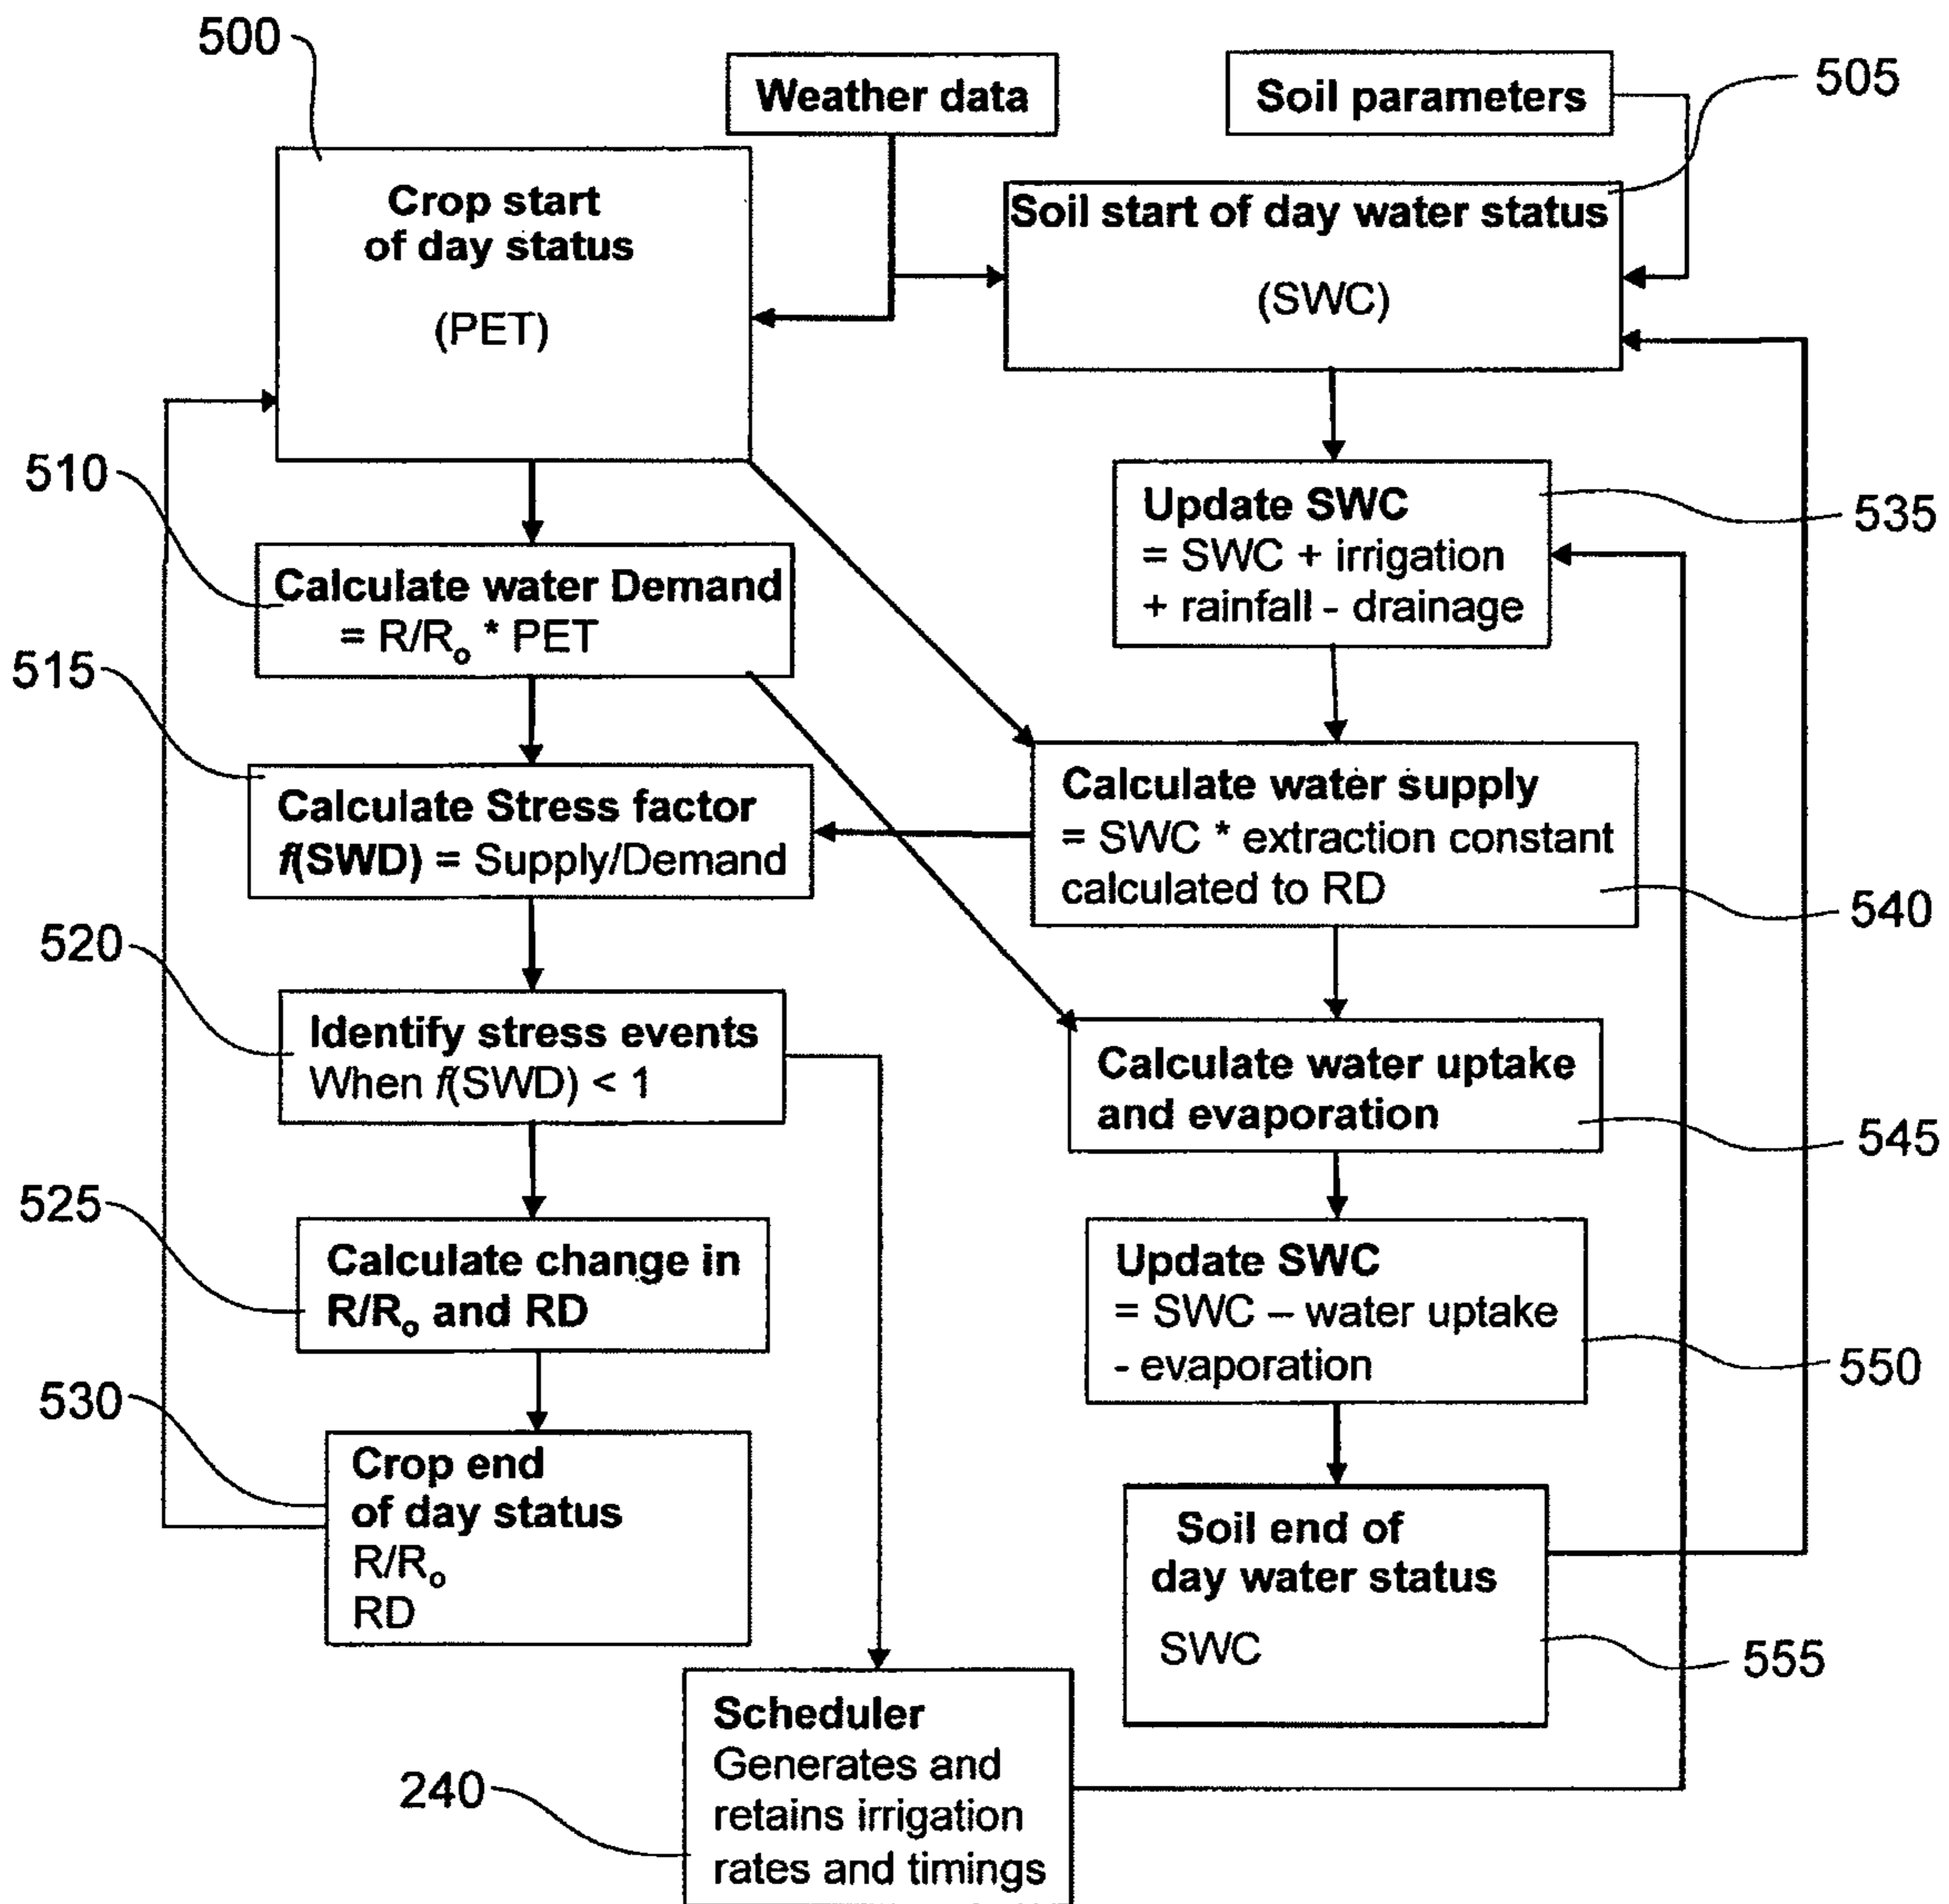 500
Weather data
Soil parameters
505
Crop start
of day status
(PET)
Soil start of day water status
(SWC)
510
Calculate water Demand
= R/Ro * PET
Update SWC
= SWC + irrigation
+ rainfall - drainage
535
515
Calculate Stress factor
f(SWD) = Supply/Demand
Calculate water supply
= SWC * extraction constant
calculated to RD
540
520
Identify stress events
When f(SWD) < 1
Calculate water uptake
and evaporation
545
525
Calculate change in
R/Ro and RD
Update SWC
= SWC – water uptake
- evaporation
550
530
Crop end
of day status
R/Ro
RD
Soil end of
day water status
SWC
555
Scheduler
Generates and
retains irrigation
rates and timings
240